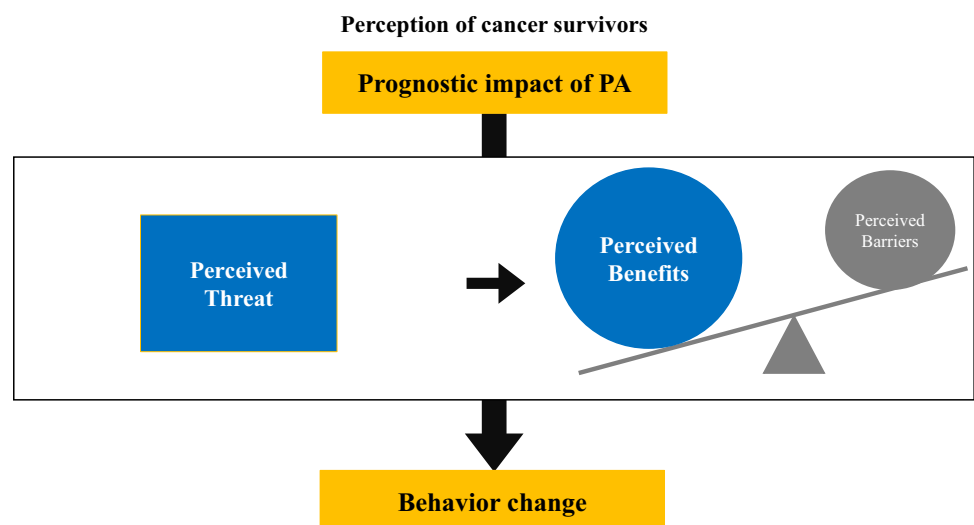 Perception of cancer survivors
Prognostic impact of PA
Perceived
Threat
Perceived
Benefits
Perceived
Barriers
Behavior change